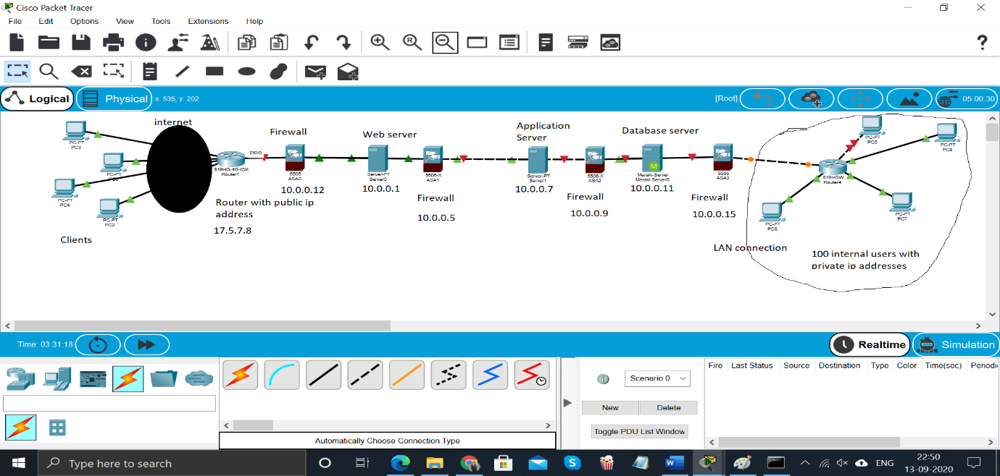 Cisco Packet Tracer
File Edit Options View Tools Extensions Help
Logical Physical x: 535, y: 202 [Root] 05:00:30
internet
PC-PT
PC3
PC-PT
PC-PT
PC4
PC-PT
PC2
Clients
Et0/0
819HG-4G-IOX
Router1
Router with public ip
address
17.5.7.8
Firewall
5505
ASA0
10.0.0.12
Web server
Server-PT
Server0
10.0.0.1
5506-X
ASA1
Firewall
10.0.0.5
Application
Server
Server-PT
Server1
10.0.0.7
5506-X
ASA2
Firewall
10.0.0.9
Database server
M
Meraki-Server
Meraki Server0
10.0.0.11
5505
ASA3
Firewall
10.0.0.15
LAN connection
PC-PT
PC5
PC-PT
PC8
819HGW
Router4
PC-PT
PC6
PC-PT
PC7
100 internal users with
private ip addresses
Time: 03:31:18 Realtime Simulation
Scenario 0
New Delete
Toggle PDU List Window
Fire Last Status Source Destination Type Color Time(sec) Periodi
Automatically Choose Connection Type
Type here to search
ENG
22:50
13-09-2020